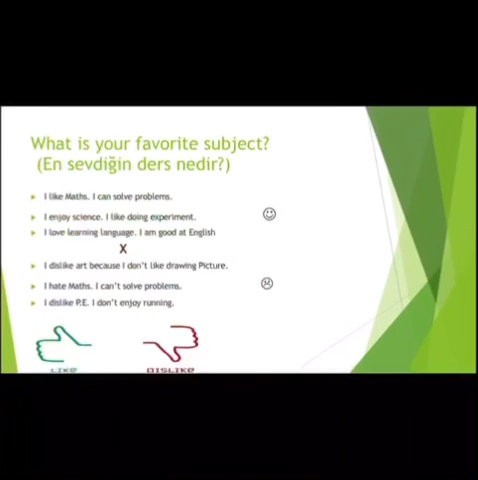 What is your favorite subject?
(En sevdiğin ders nedir?)
I like Maths. I can solve problems.
I enjoy science. I like doing experiment.
I love learning language. I am good at English
X
I dislike art because I don't like drawing Picture.
I hate Maths. I can't solve problems.
I dislike P.E. I don't enjoy running.
LIKE DISLIKE